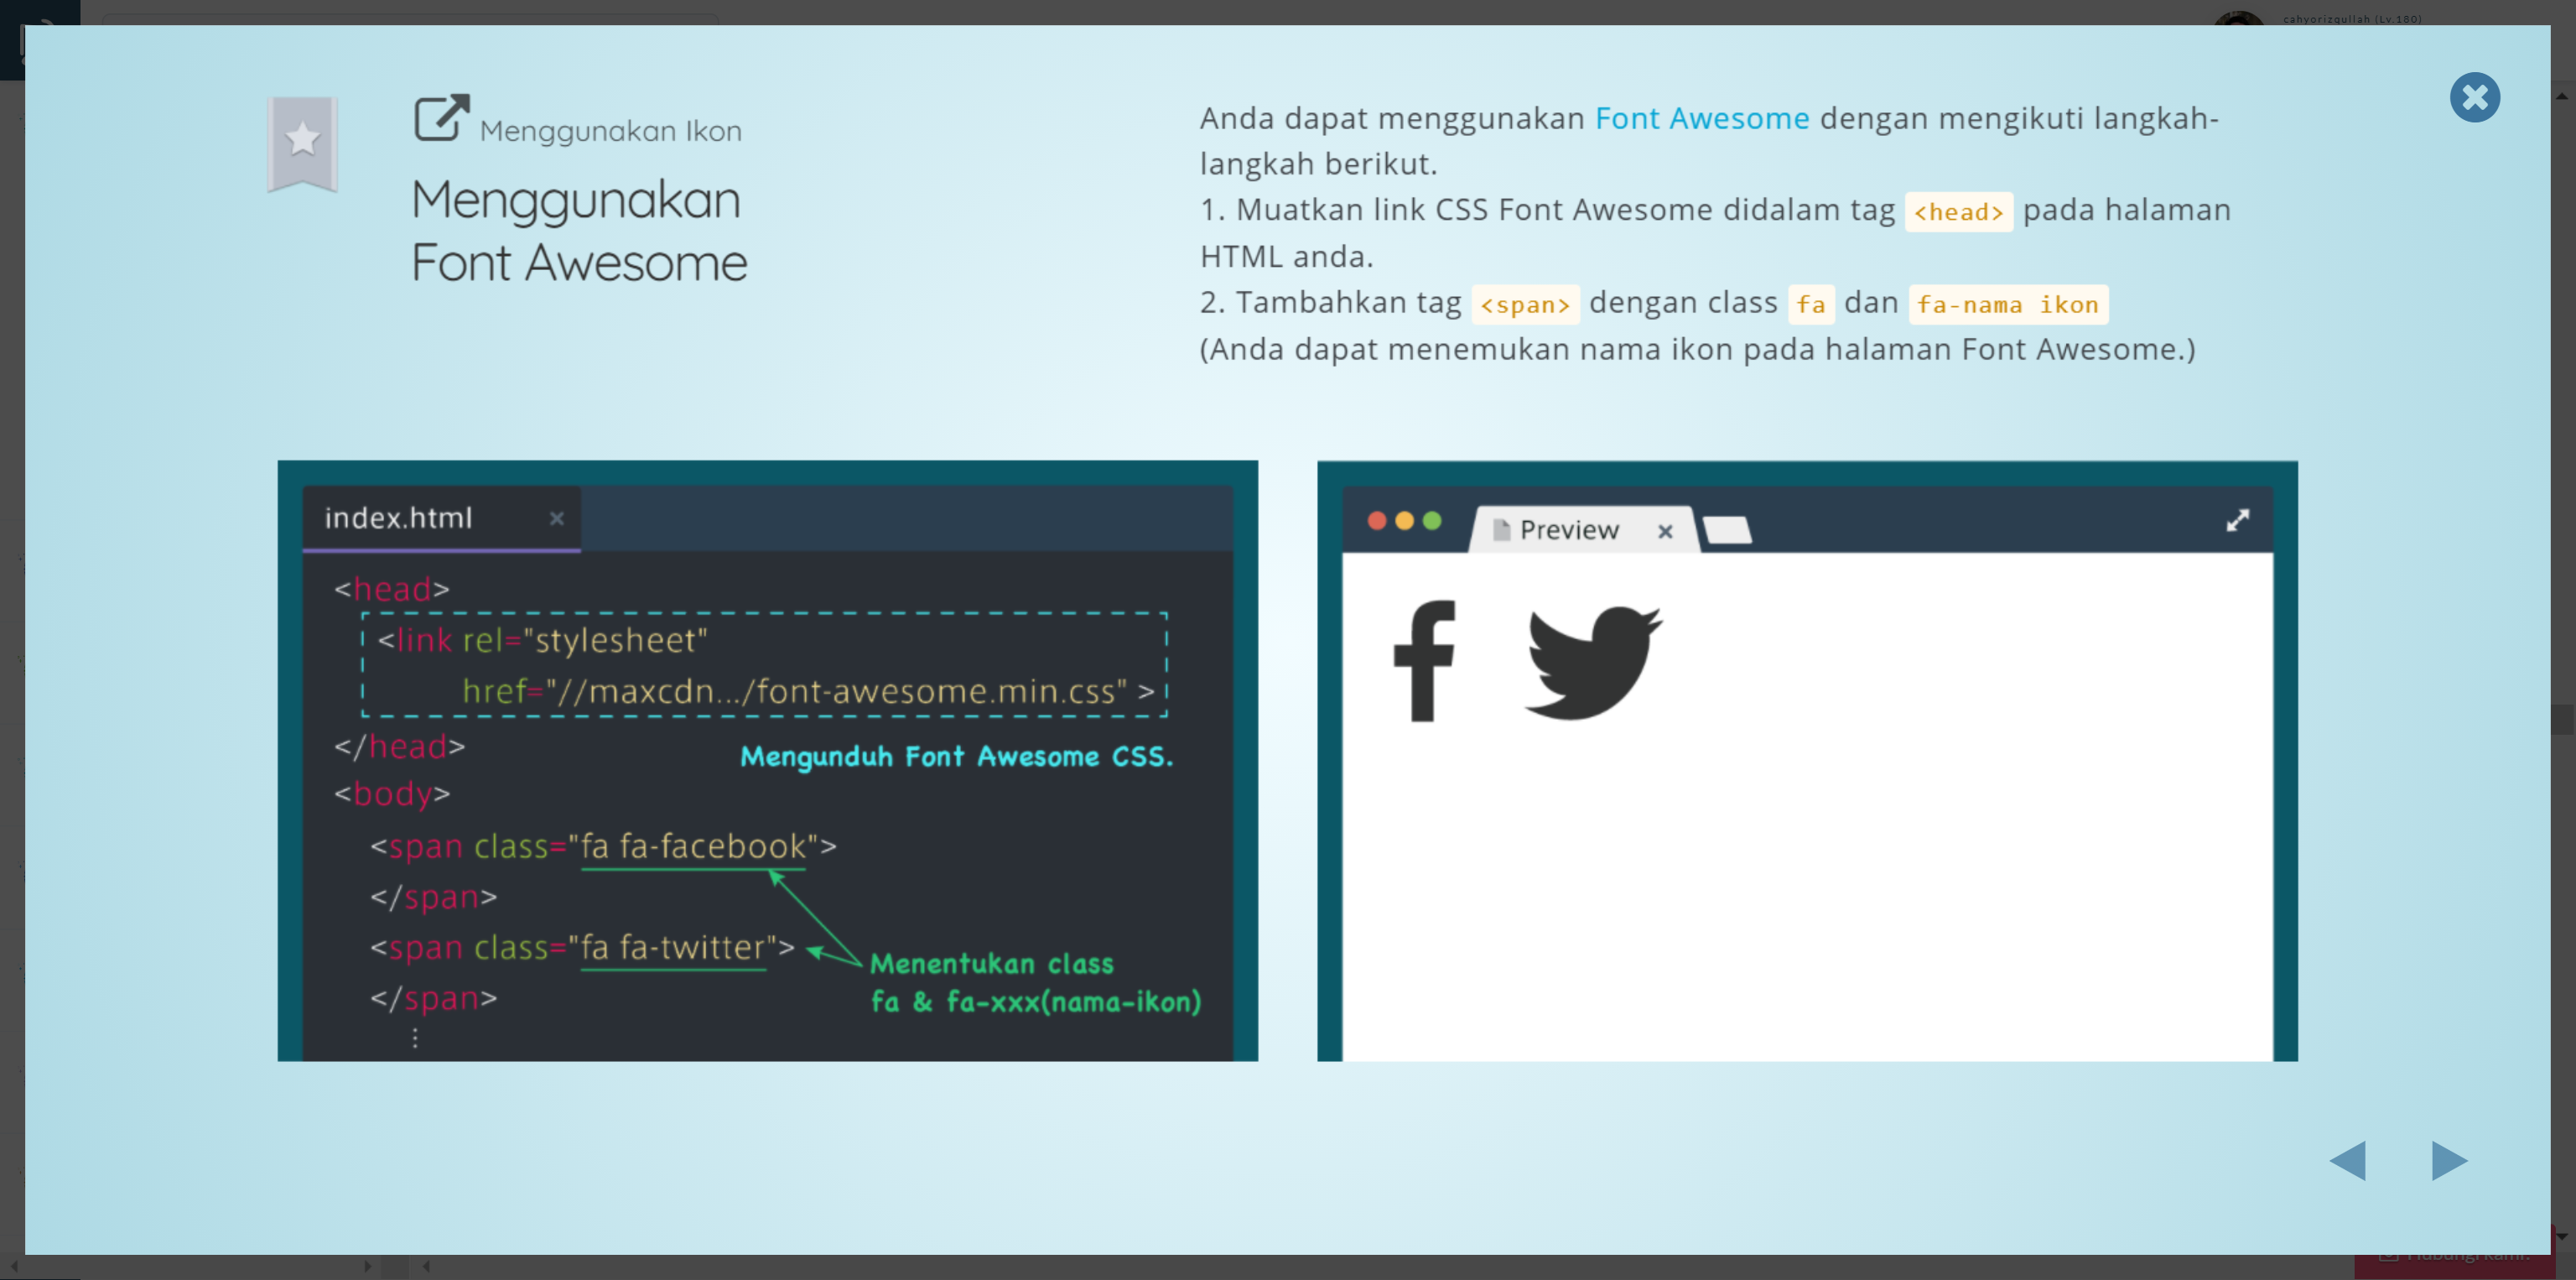 cahyorizqullah (Lv.180)
Menggunakan Ikon
Menggunakan
Font Awesome
Anda dapat menggunakan Font Awesome dengan mengikuti langkah-
langkah berikut.
1. Muatkan link CSS Font Awesome didalam tag <head> pada halaman
HTML anda.
2. Tambahkan tag <span> dengan class fa dan fa-nama ikon
(Anda dapat menemukan nama ikon pada halaman Font Awesome.)
index.html
<head>
<link rel="stylesheet"
href="//maxcdn.../font-awesome.min.css" >
</head>
Mengunduh Font Awesome CSS.
<body>
<span class="fa fa-facebook">
</span>
<span class="fa fa-twitter">
</span>
Menentukan class
fa & fa-xxx(nama-ikon)
⋮
Preview
Hubungi kami.